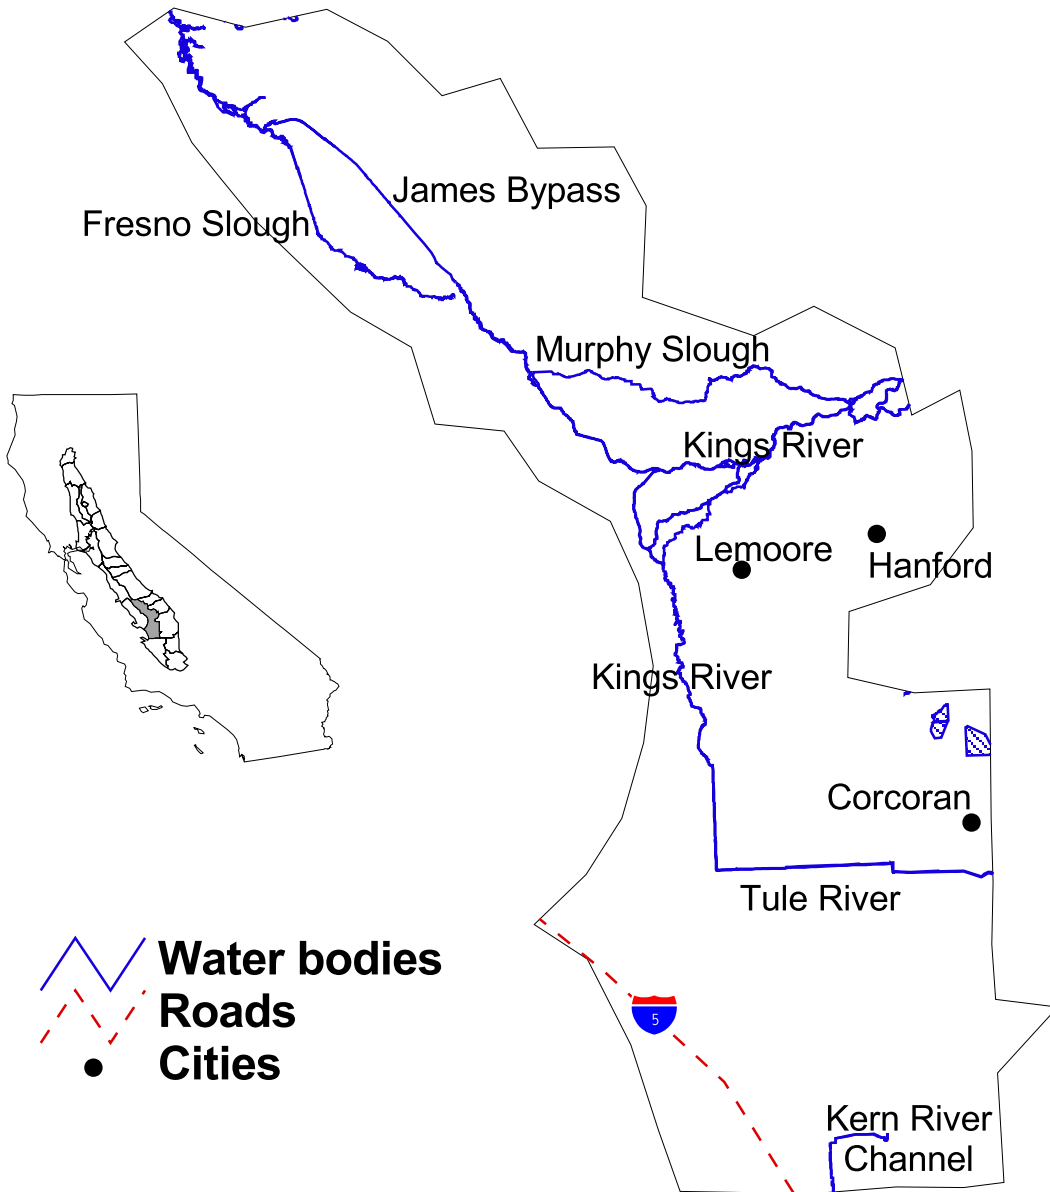 James Bypass
Fresno Slough
Murphy Slough
Kings River
Lemoore
Hanford
Kings River
Corcoran
Tule River
Water bodies
Roads
Cities
5
Kern River
Channel